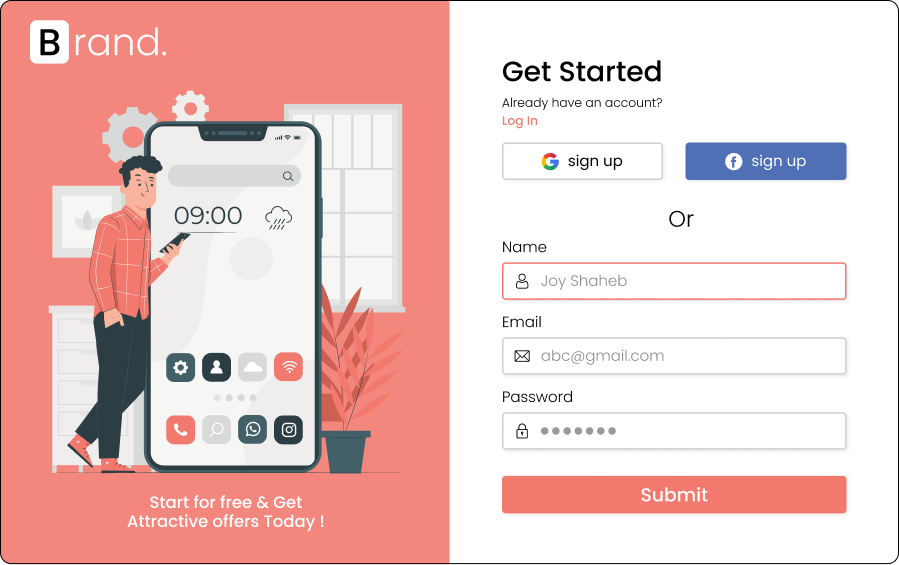 Brand.
09:00
Start for free & Get
Attractive offers Today !
Get Started
Already have an account?
Log In
sign up
sign up
Or
Name
Joy Shaheb
Email
abc@gmail.com
Password
Submit